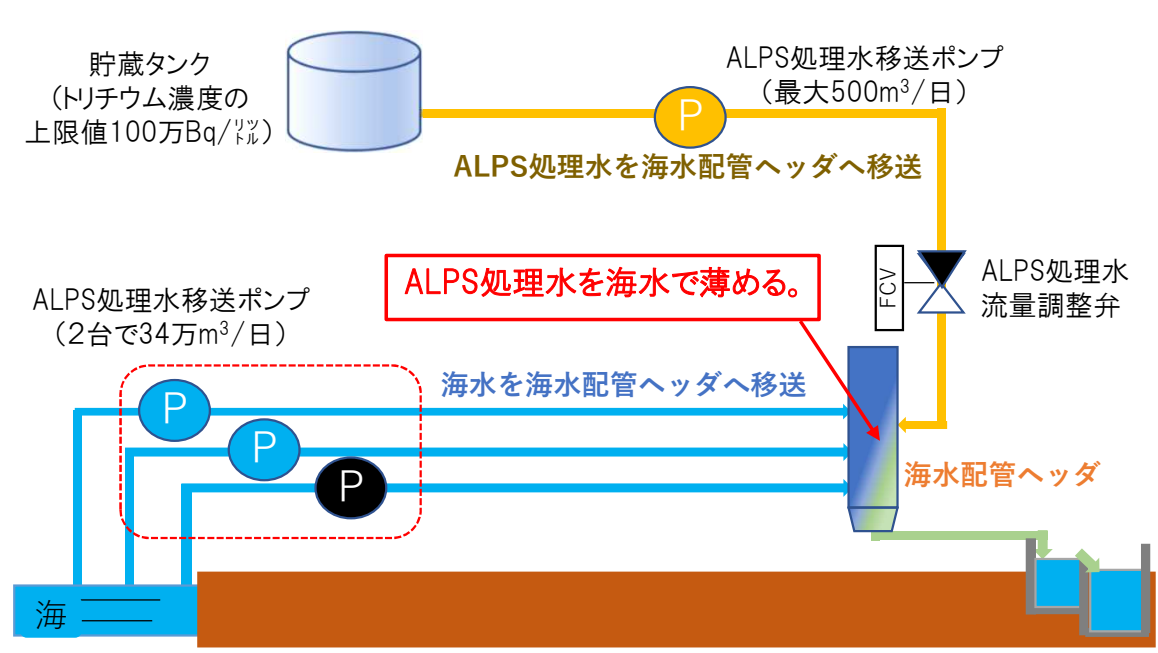 貯蔵タンク
（トリチウム濃度の
上限値100万Bq/㍑）
ALPS処理水移送ポンプ
（最大500m³/日）
P
ALPS処理水を海水配管ヘッダへ移送
ALPS処理水を海水で薄める。
FCV
ALPS処理水
流量調整弁
ALPS処理水移送ポンプ
（２台で34万m³/日）
海水を海水配管ヘッダへ移送
P
P
P
海水配管ヘッダ
海